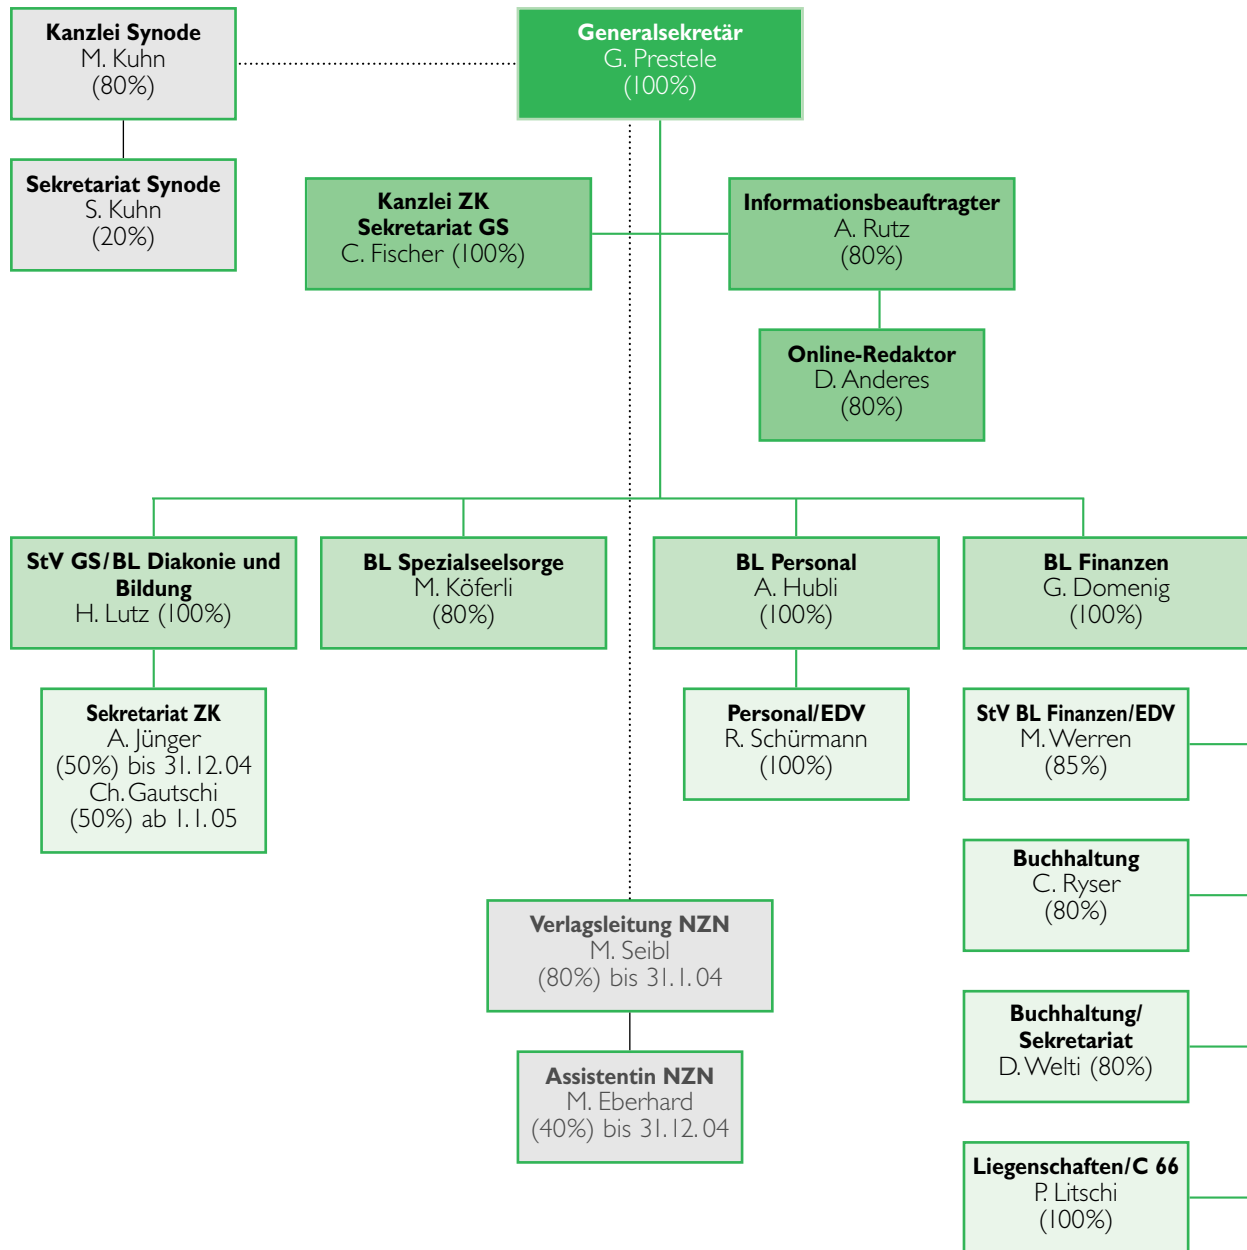 Kanzlei Synode
M. Kuhn
(80%)
Generalsekretär
G. Prestele
(100%)
Sekretariat Synode
S. Kuhn
(20%)
Kanzlei ZK
Sekretariat GS
C. Fischer (100%)
Informationsbeauftragter
A. Rutz
(80%)
Online-Redaktor
D. Anderes
(80%)
StV GS/BL Diakonie und
Bildung
H. Lutz (100%)
BL Spezialseelsorge
M. Köferli
(80%)
BL Personal
A. Hubli
(100%)
BL Finanzen
G. Domenig
(100%)
Sekretariat ZK
A. Jünger
(50%) bis 31.12.04
Ch. Gautschi
(50%) ab 1.1.05
Personal/EDV
R. Schürmann
(100%)
StV BL Finanzen/EDV
M. Werren
(85%)
Buchhaltung
C. Ryser
(80%)
Verlagsleitung NZN
M. Seibl
(80%) bis 31.1.04
Buchhaltung/
Sekretariat
D. Welti (80%)
Assistentin NZN
M. Eberhard
(40%) bis 31.12.04
Liegenschaften/C 66
P. Litschi
(100%)